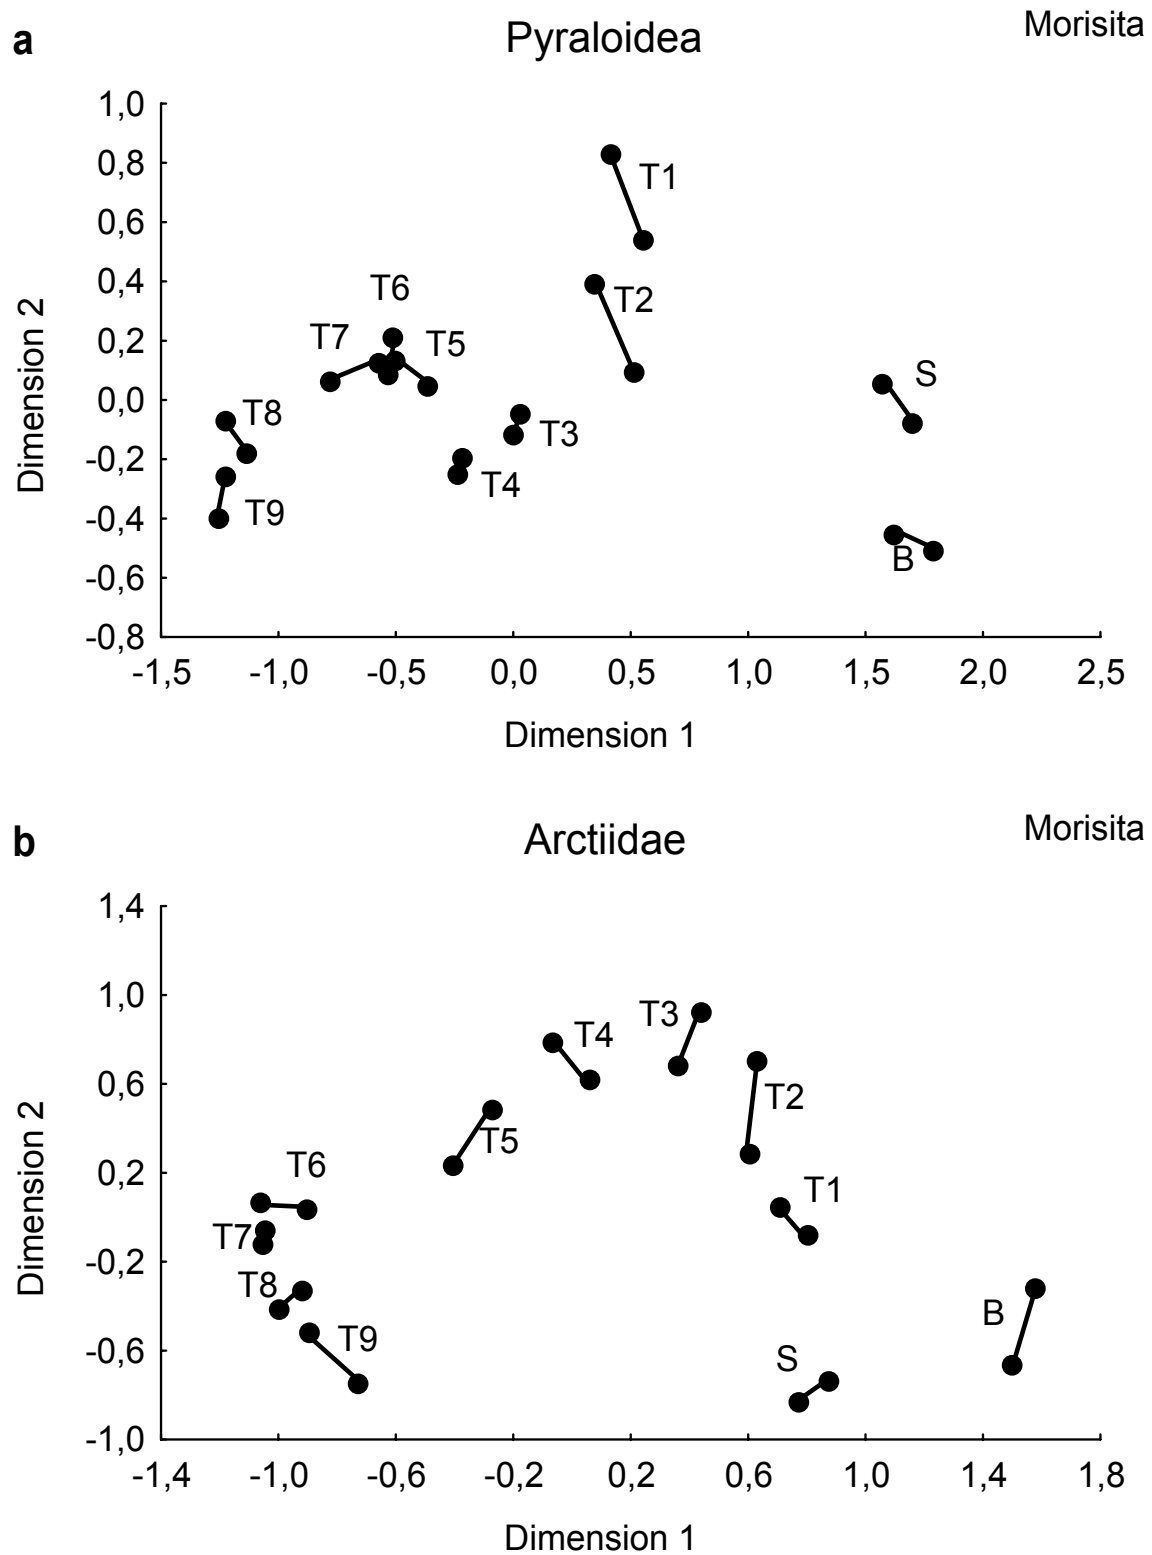 a
Pyraloidea
Morisita
1,0
0,8
0,6
0,4
0,2
0,0
-0,2
-0,4
-0,6
-0,8
Dimension 2
T1
T2
T6
T7
T5
S
T8
T3
T4
T9
B
-1,5 -1,0 -0,5 0,0 0,5 1,0 1,5 2,0 2,5
Dimension 1
b
Arctiidae
Morisita
1,4
1,0
0,6
0,2
-0,2
-0,6
-1,0
Dimension 2
T3
T4
T2
T5
T6
T1
T7
T8
B
T9
S
-1,4 -1,0 -0,6 -0,2 0,2 0,6 1,0 1,4 1,8
Dimension 1